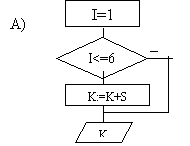 I=1
А)
I<=6
–
K:=K+S
K